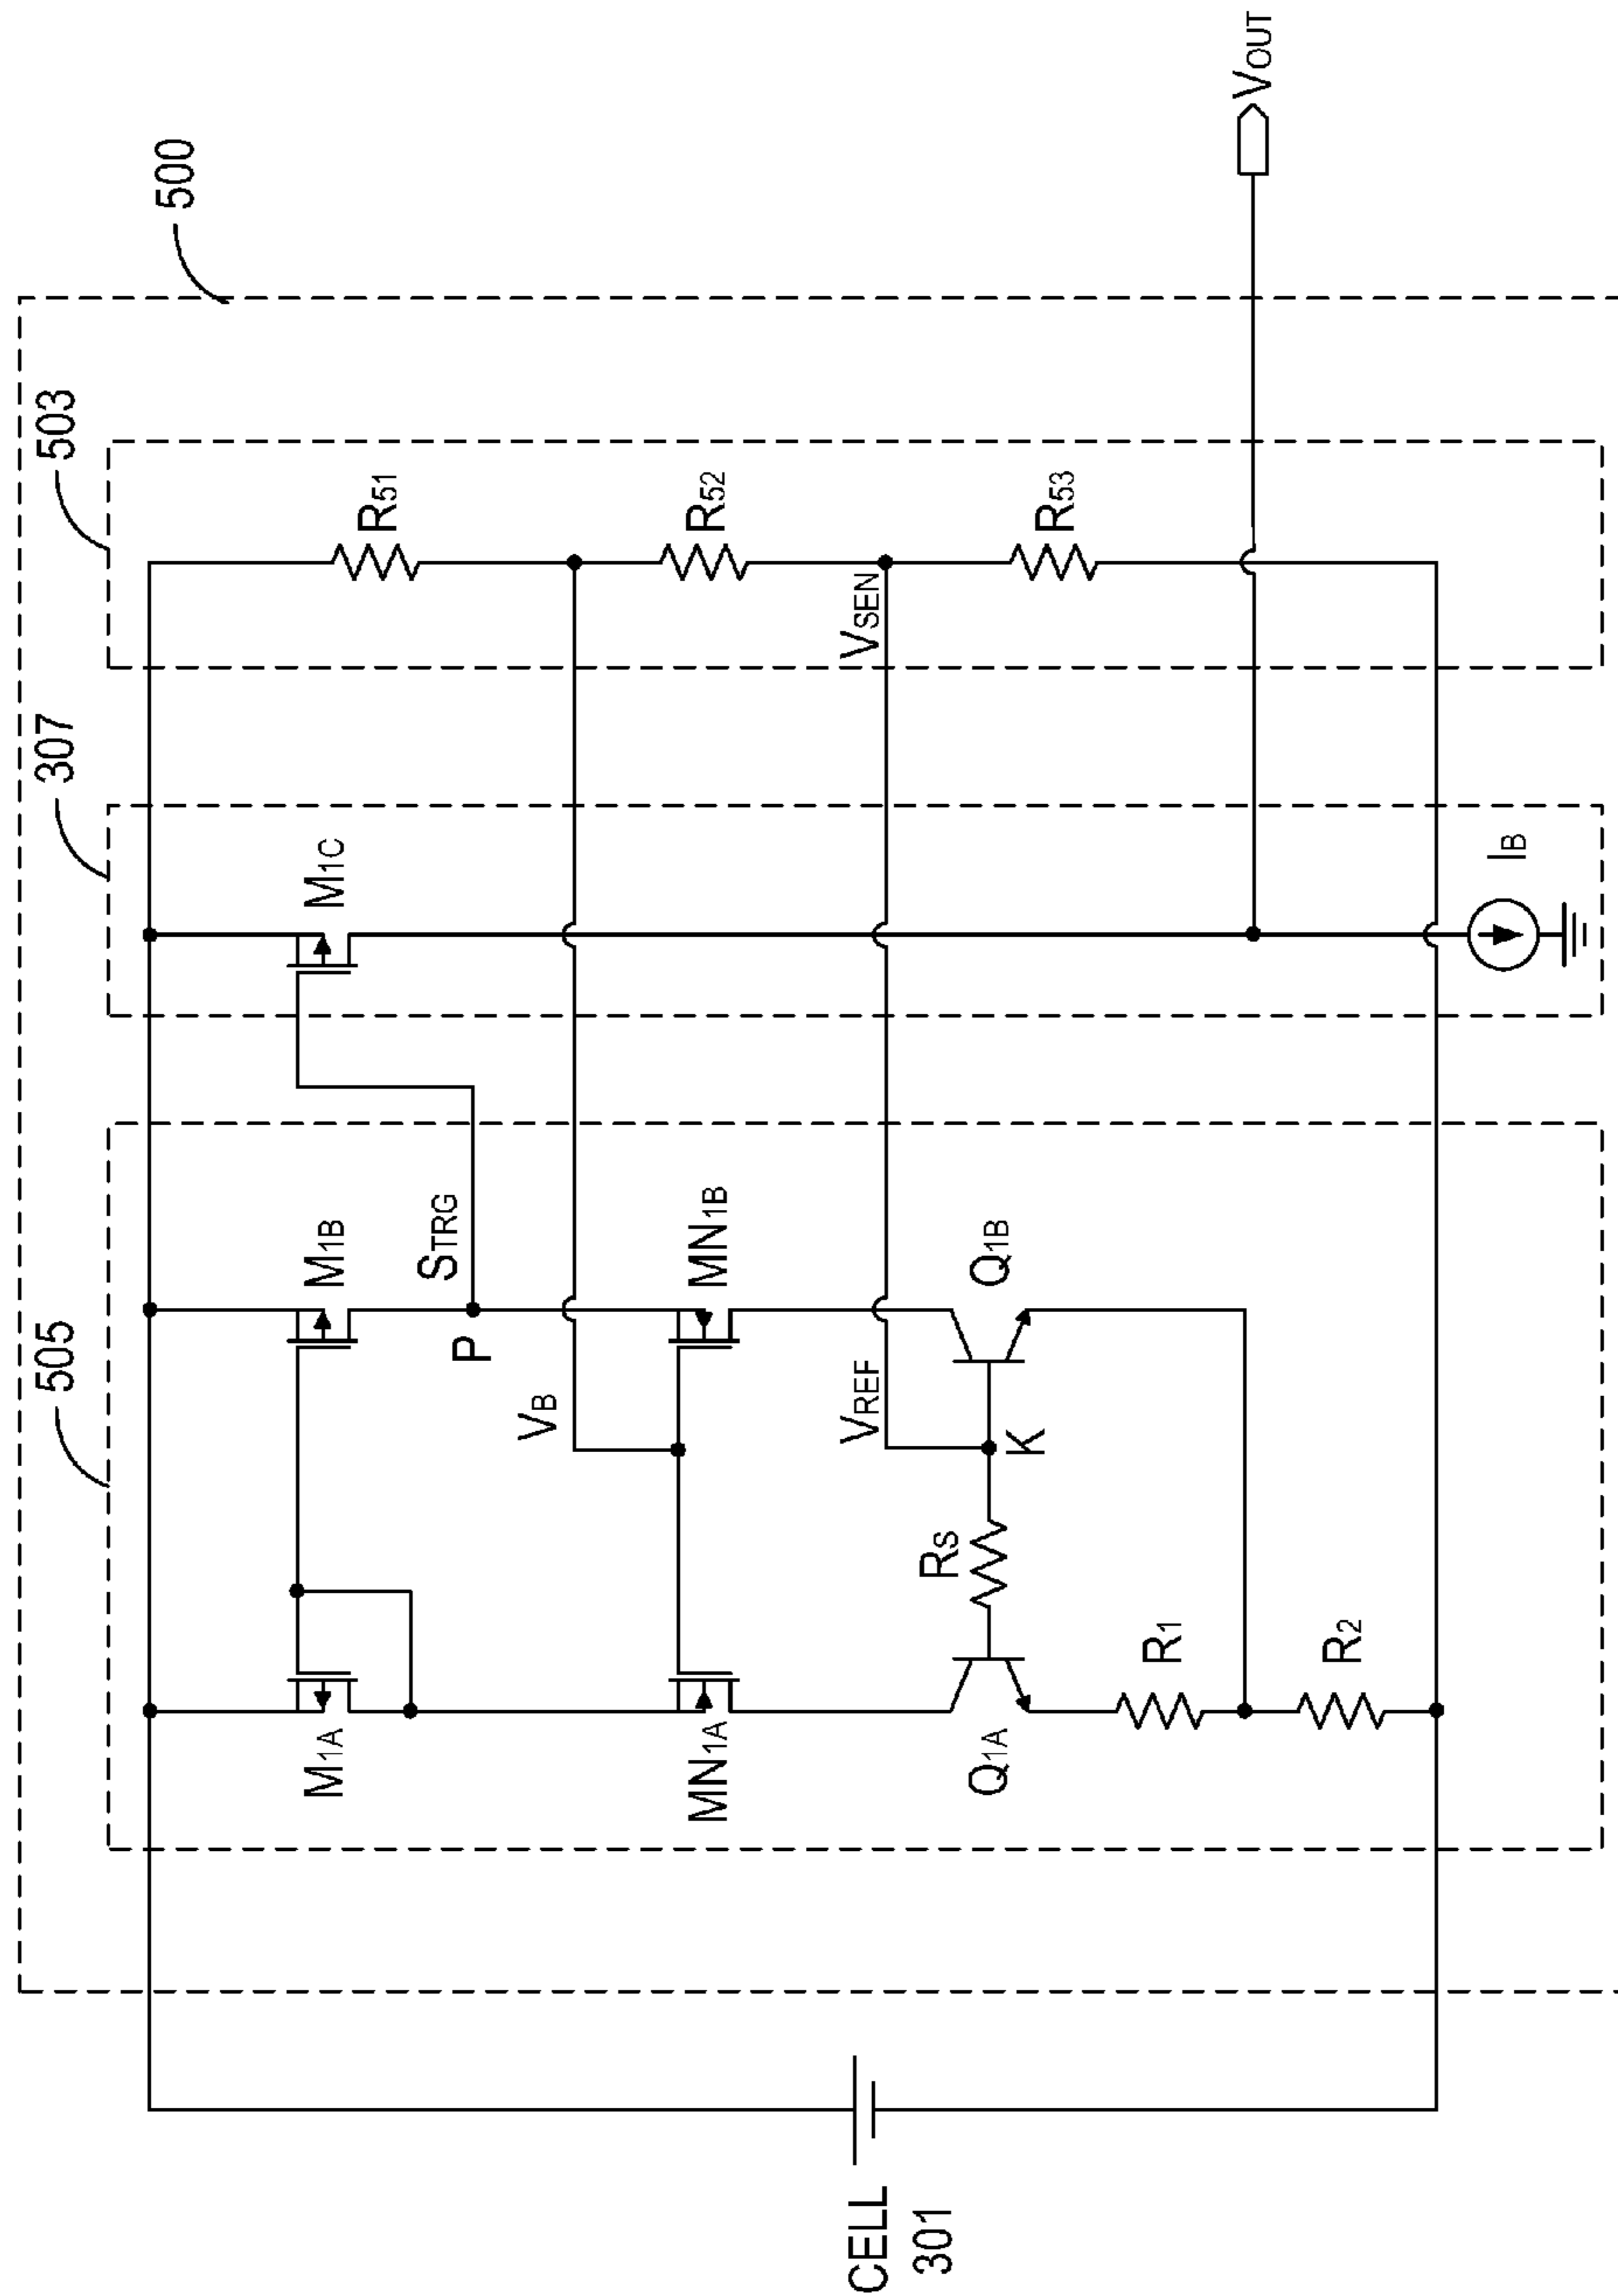 500
503
307
505
R51
R52
R53
VSEN
VOUT
M1C
IB
M1A
M1B
STRG
P
VB
MN1A
MN1B
VREF
K
RS
Q1A
Q1B
R1
R2
CELL
301